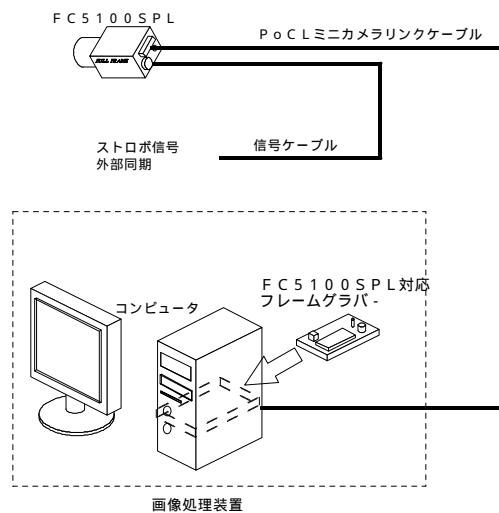 ＦＣ５１００ＳＰＬ
ＰｏＣＬミニカメラリンクケーブル
FULL FRAME
ストロボ信号
外部同期
信号ケーブル
ＦＣ５１００ＳＰＬ対応
フレームグラバ-
コンピュータ
画像処理装置